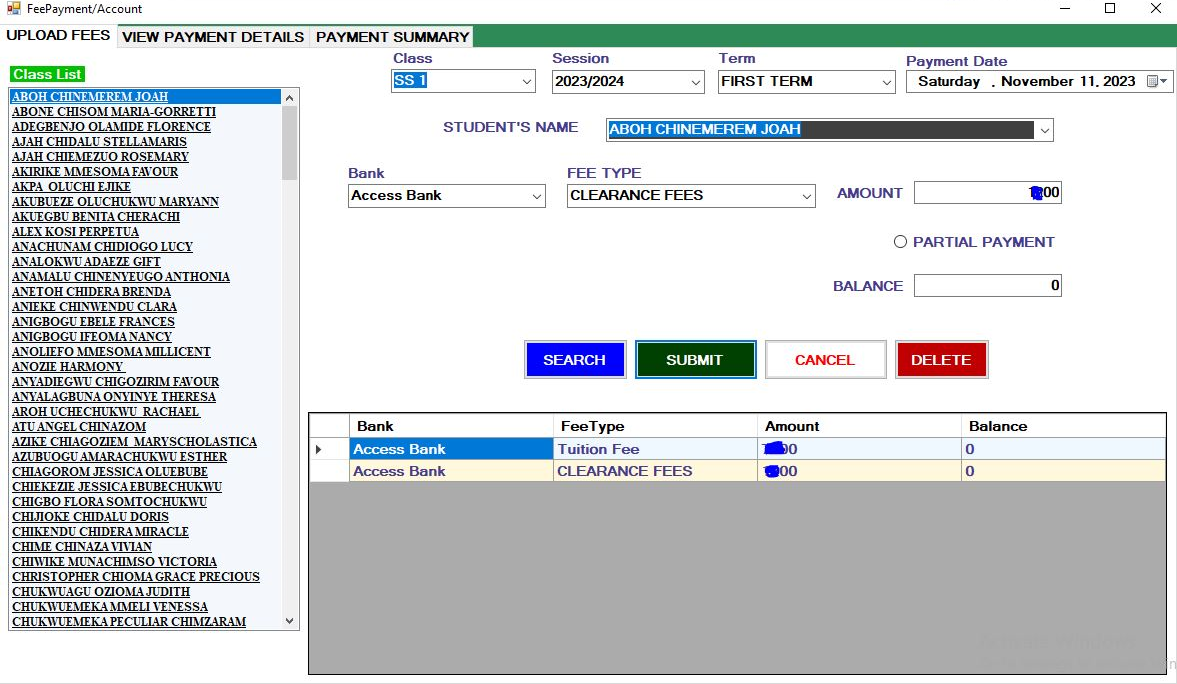 FeePayment/Account
UPLOAD FEES VIEW PAYMENT DETAILS PAYMENT SUMMARY
Class Session Term Payment Date
SS 1 2023/2024 FIRST TERM Saturday , November 11, 2023
Class List
STUDENT'S NAME ABOH CHINEMEREM JOAH
Bank FEE TYPE
Access Bank CLEARANCE FEES AMOUNT
PARTIAL PAYMENT
BALANCE 0
SEARCH SUBMIT CANCEL DELETE
ABOH CHINEMEREM JOAH
ABONE CHISOM MARIA-GORRETTI
ADEGBENJO OLAMIDE FLORENCE
AJAH CHIDALU STELLAMARIS
AJAH CHIEMEZUO ROSEMARY
AKIRIKE MMESOMA FAVOUR
AKPA OLUCHI EJIKE
AKUBUEZE OLUCHUKWU MARYANN
AKUEGBU BENITA CHERACHI
ALEX KOSI PERPETUA
ANACHUNAM CHIDIOGO LUCY
ANALOKWU ADAEZE GIFT
ANAMALU CHINENYEUGO ANTHONIA
ANETOH CHIDERA BRENDA
ANIEKE CHINWENDU CLARA
ANIGBOGU EBELE FRANCES
ANIGBOGU IFEOMA NANCY
ANOLIEFO MMESOMA MILLICENT
ANOZIE HARMONY
ANYADIEGWU CHIGOZIRIM FAVOUR
ANYALAGBUNA ONYINYE THERESA
AROH UCHECHUKWU RACHAEL
ATU ANGEL CHINAZOM
AZIKE CHIAGOZIEM MARYSCHOLASTICA
AZUBUOGU AMARACHUKWU ESTHER
CHIAGOROM JESSICA OLUEBUBE
CHIEKEZIE JESSICA EBUBECHUKWU
CHIGBO FLORA SOMTOCHUKWU
CHIJIOKE CHIDALU DORIS
CHIKENDU CHIDERA MIRACLE
CHIME CHINAZA VIVIAN
CHIWIKE MUNACHIMSO VICTORIA
CHRISTOPHER CHIOMA GRACE PRECIOUS
CHUKWUAGU OZIOMA JUDITH
CHUKWUEMEKA MMELI VENESSA
CHUKWUEMEKA PECULIAR CHIMZARAM
Bank FeeType Amount Balance
Access Bank Tuition Fee 0
Access Bank CLEARANCE FEES 0
Activate Windows